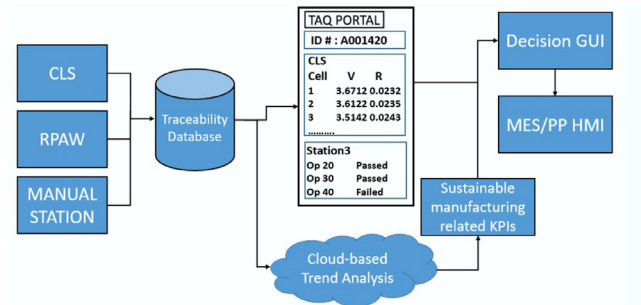 CLS
RPAW
MANUAL
STATION
Traceability
Database
TAQ PORTAL
ID # : A001420
CLS
Cell V R
1 3.6712 0.0232
2 3.6122 0.0235
3 3.5142 0.0243
..........
Station3
Op 20 Passed
Op 30 Passed
Op 40 Failed
Cloud-based
Trend Analysis
Sustainable
manufacturing
related KPIs
Decision GUI
MES/PP HMI